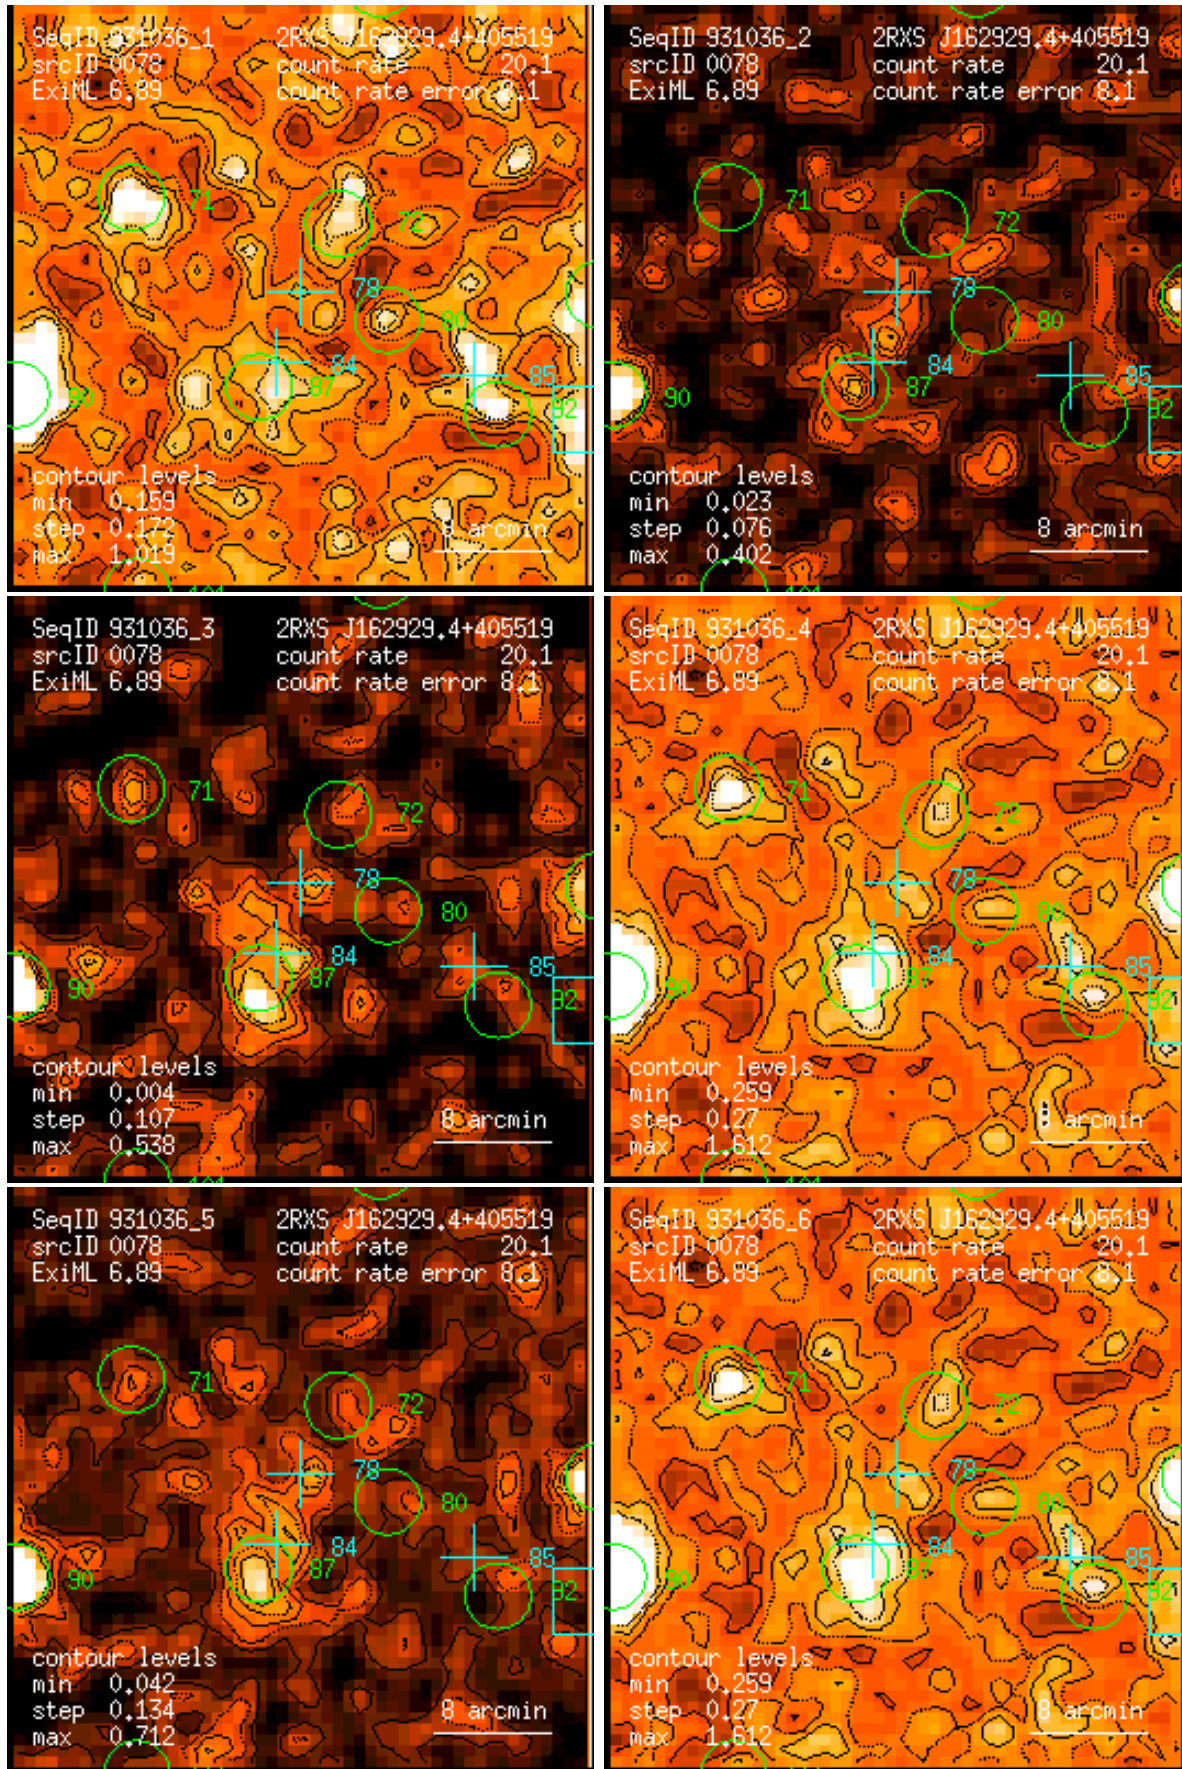 SeqID 931036_1 2RXS J162929.4+405519
srcID 0078 count rate 20.1
ExiML 6.89 count rate error 8.1
71
72
78
80
84
85
87
90
92
contour levels
min 0.159
step 0.172
max 1.019
8 arcmin
SeqID 931036_2 2RXS J162929.4+405519
srcID 0078 count rate 20.1
ExiML 6.89 count rate error 8.1
71
72
78
80
84
85
87
90
92
contour levels
min 0.023
step 0.076
max 0.402
8 arcmin
SeqID 931036_3 2RXS J162929.4+405519
srcID 0078 count rate 20.1
ExiML 6.89 count rate error 8.1
71
72
78
80
84
85
87
90
92
contour levels
min 0.004
step 0.107
max 0.538
8 arcmin
SeqID 931036_4 2RXS J162929.4+405519
srcID 0078 count rate 20.1
ExiML 6.89 count rate error 8.1
71
72
78
80
84
85
87
90
92
contour levels
min 0.259
step 0.27
max 1.612
8 arcmin
SeqID 931036_5 2RXS J162929.4+405519
srcID 0078 count rate 20.1
ExiML 6.89 count rate error 8.1
71
72
78
80
84
85
87
90
92
contour levels
min 0.042
step 0.134
max 0.712
8 arcmin
SeqID 931036_6 2RXS J162929.4+405519
srcID 0078 count rate 20.1
ExiML 6.89 count rate error 8.1
71
72
78
80
84
85
87
90
92
contour levels
min 0.259
step 0.27
max 1.612
8 arcmin